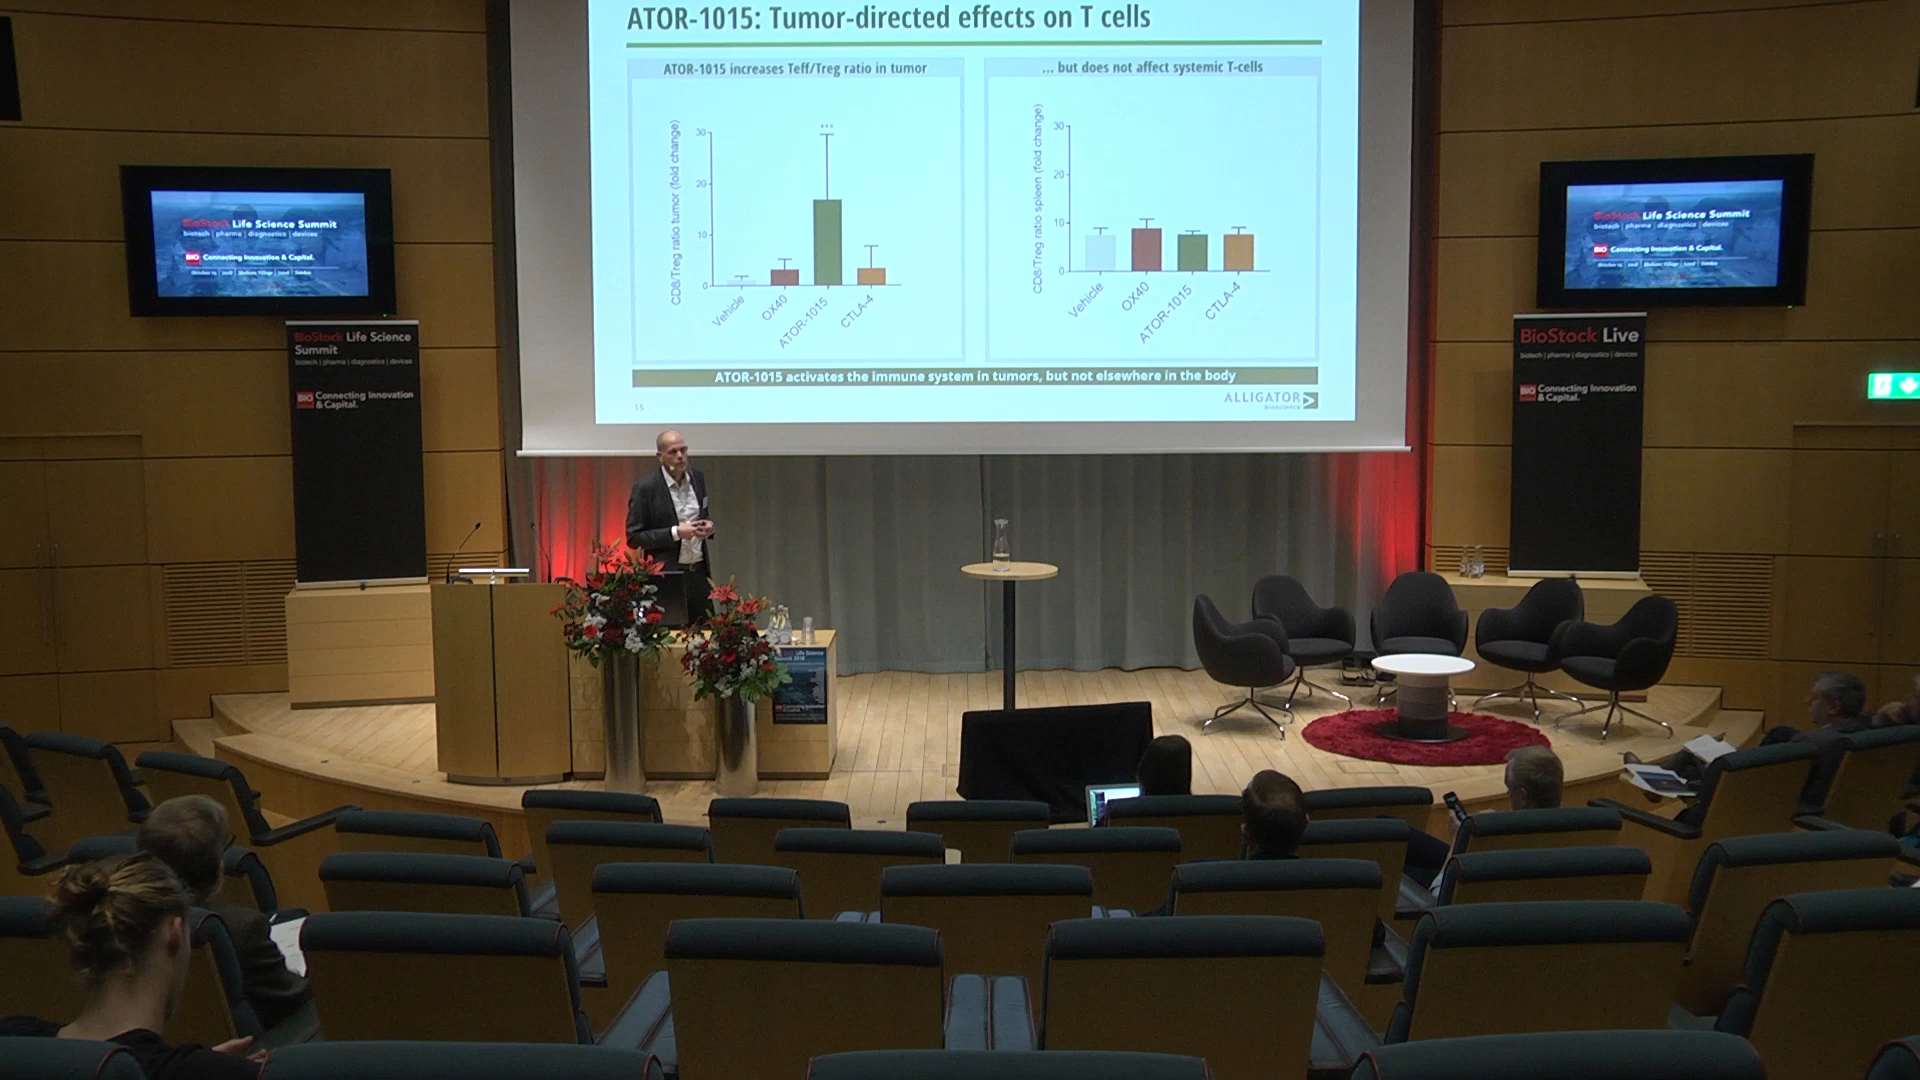 ATOR-1015: Tumor-directed effects on T cells
ATOR-1015 increases Teff/Treg ratio in tumor
CD8/Treg ratio tumor (fold change)
30
20
10
0
***
Vehicle
OX40
ATOR-1015
CTLA-4
... but does not affect systemic T-cells
CD8/Treg ratio spleen (fold change)
30
20
10
0
Vehicle
OX40
ATOR-1015
CTLA-4
ATOR-1015 activates the immune system in tumors, but not elsewhere in the body
15
ALLIGATOR
bioscience
BioStock Life Science Summit
biotech | pharma | diagnostics | devices
BIO Connecting Innovation & Capital.
BioStock Life Science
Summit
biotech | pharma | diagnostics | devices
BIO Connecting Innovation
& Capital.
BioStock Life Science Summit
biotech | pharma | diagnostics | devices
BIO Connecting Innovation & Capital.
BioStock Live
biotech | pharma | diagnostics | devices
BIO Connecting Innovation
& Capital.
Life Science
Summit 2018